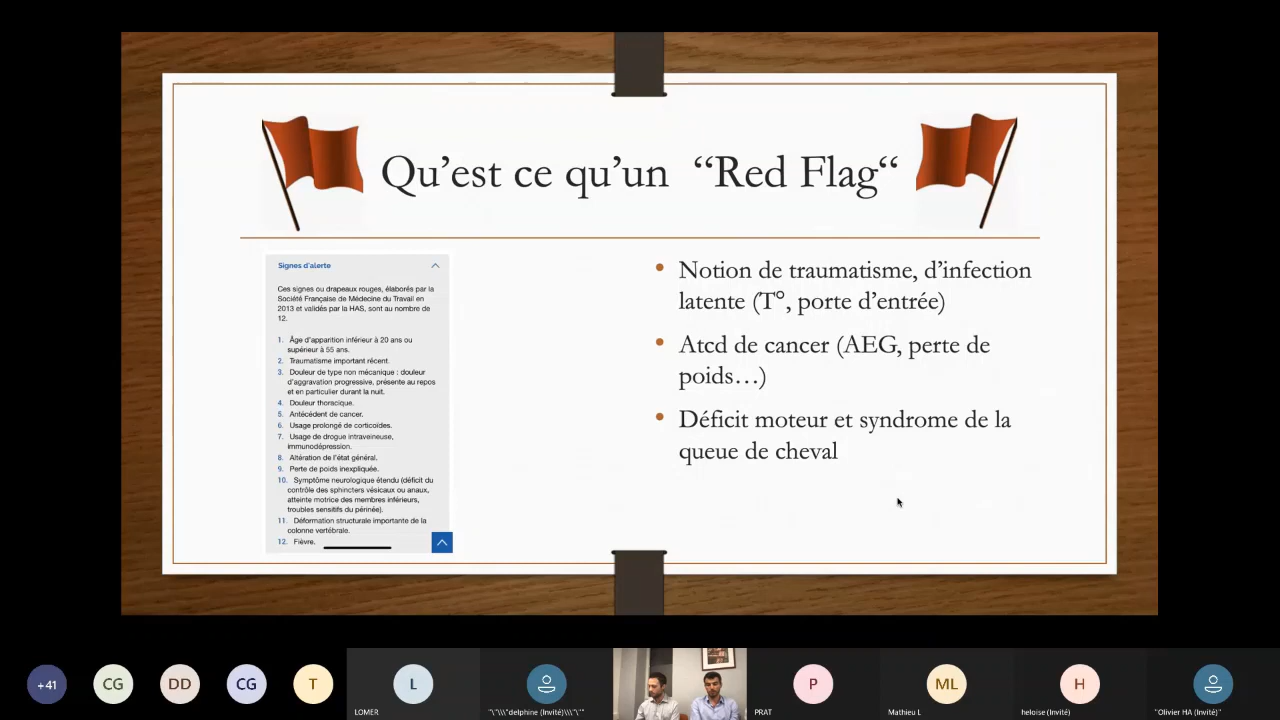 Qu’est ce qu’un “Red Flag“
Signes d'alerte
Ces signes ou drapeaux rouges, élaborés par la
Société Française de Médecine du Travail en
2013 et validés par la HAS, sont au nombre de
12.
1. Âge d'apparition inférieur à 20 ans ou
supérieur à 55 ans.
2. Traumatisme important récent.
3. Douleur de type non mécanique : douleur
d'aggravation progressive, présente au repos
et en particulier durant la nuit.
4. Douleur thoracique.
5. Antécédent de cancer.
6. Usage prolongé de corticoïdes.
7. Usage de drogue intraveineuse,
immunodépression.
8. Altération de l'état général.
9. Perte de poids inexpliquée.
10. Symptôme neurologique étendu (déficit du
contrôle des sphincters vésicaux ou anaux,
atteinte motrice des membres inférieurs,
troubles sensitifs du périnée).
11. Déformation structurale importante de la
colonne vertébrale.
12. Fièvre.
• Notion de traumatisme, d’infection
latente (T°, porte d’entrée)
• Atcd de cancer (AEG, perte de
poids…)
• Déficit moteur et syndrome de la
queue de cheval
+41 CG DD CG T L P ML H
LOMER
"\"\\\"delphine (Invité)\\\"\""
PRAT
Mathieu L
heloise (Invité)
"Olivier HA (Invité)"